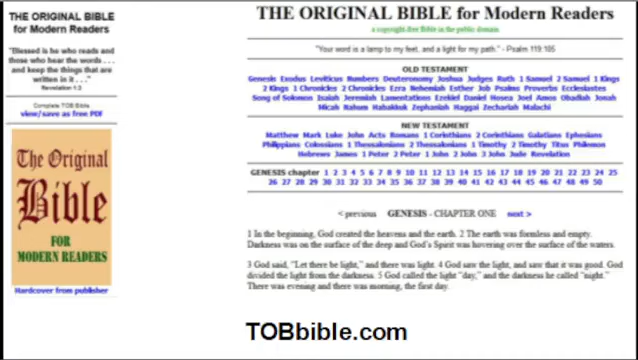 THE ORIGINAL BIBLE
for Modern Readers
"Blessed is he who reads and
those who hear the words . . .
and keep the things that are
written in it . . ."
Revelation 1:3
Complete TOB Bible
view/save as free PDF
The Original
Bible
FOR
MODERN READERS
Hardcover from publisher
THE ORIGINAL BIBLE for Modern Readers
a copyright-free Bible in the public domain
"Your word is a lamp to my feet, and a light for my path." - Psalm 119:105
OLD TESTAMENT
Genesis Exodus Leviticus Numbers Deuteronomy Joshua Judges Ruth 1 Samuel 2 Samuel 1 Kings
2 Kings 1 Chronicles 2 Chronicles Ezra Nehemiah Esther Job Psalms Proverbs Ecclesiastes
Song of Solomon Isaiah Jeremiah Lamentations Ezekiel Daniel Hosea Joel Amos Obadiah Jonah
Micah Nahum Habakkuk Zephaniah Haggai Zechariah Malachi
NEW TESTAMENT
Matthew Mark Luke John Acts Romans 1 Corinthians 2 Corinthians Galatians Ephesians
Philippians Colossians 1 Thessalonians 2 Thessalonians 1 Timothy 2 Timothy Titus Philemon
Hebrews James 1 Peter 2 Peter 1 John 2 John 3 John Jude Revelation
GENESIS chapter 1 2 3 4 5 6 7 8 9 10 11 12 13 14 15 16 17 18 19 20 21 22 23 24 25
26 27 28 29 30 31 32 33 34 35 36 37 38 39 40 41 42 43 44 45 46 47 48 49 50
< previous GENESIS - CHAPTER ONE next >
1 In the beginning, God created the heavens and the earth. 2 The earth was formless and empty.
Darkness was on the surface of the deep and God's Spirit was hovering over the surface of the waters.
3 God said, "Let there be light," and there was light. 4 God saw the light, and saw that it was good. God
divided the light from the darkness. 5 God called the light "day," and the darkness he called "night."
There was evening and there was morning, the first day.
TOBbible.com